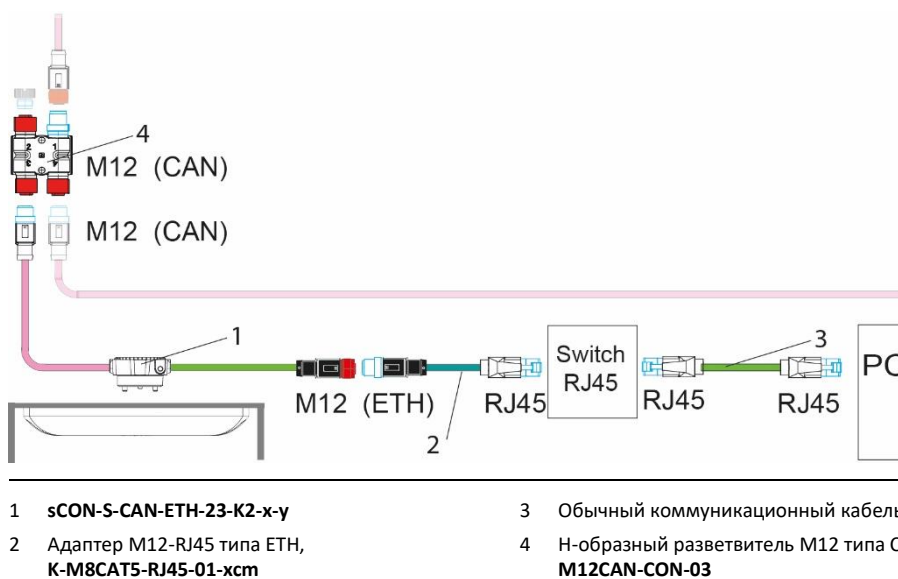 4
M12 (CAN)
M12 (CAN)
1
3
Switch
RJ45
PC
M12 (ETH)
RJ45
RJ45
RJ45
2
1 sCON-S-CAN-ETH-23-K2-x-y
3 Обычный коммуникационный кабель
2 Адаптер M12-RJ45 типа ETH,
K-M8CAT5-RJ45-01-xcm
4 Н-образный разветвитель M12 типа
M12CAN-CON-03